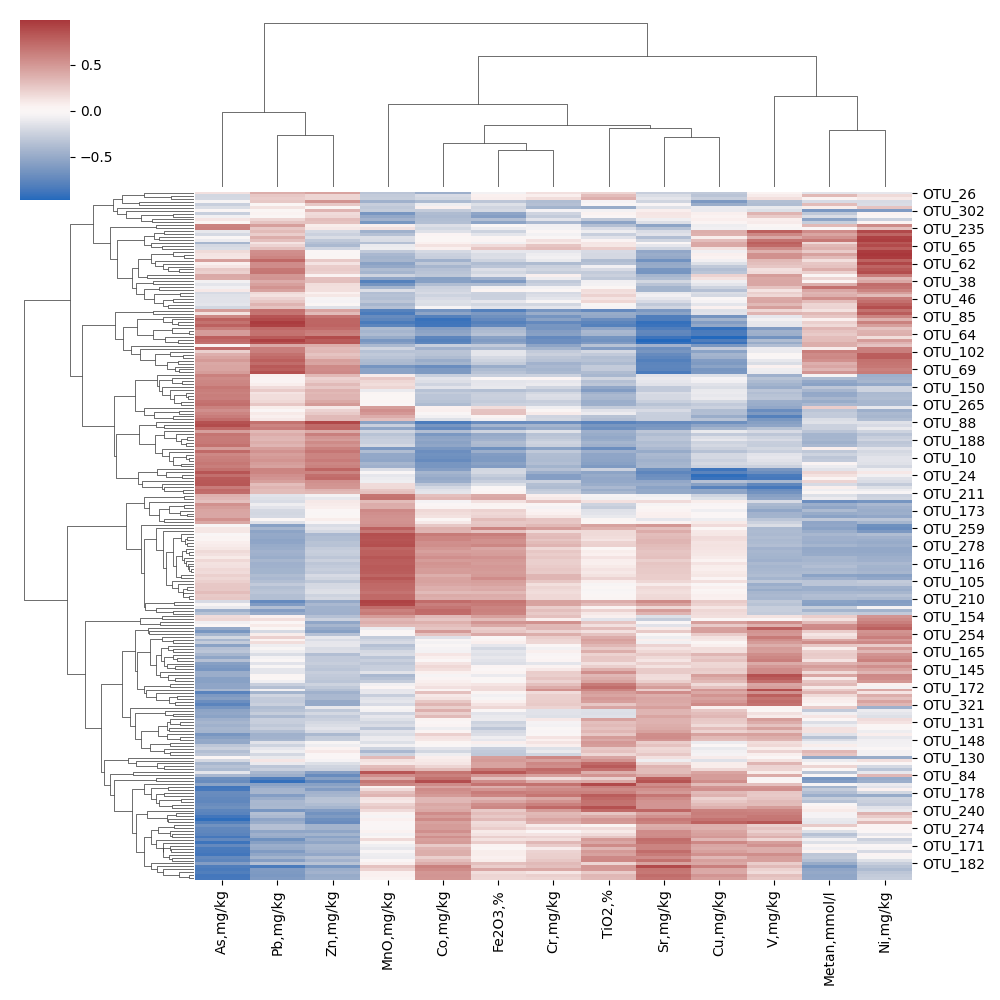 0.5
0.0
−0.5
OTU_26
OTU_302
OTU_235
OTU_65
OTU_62
OTU_38
OTU_46
OTU_85
OTU_64
OTU_102
OTU_69
OTU_150
OTU_265
OTU_88
OTU_188
OTU_10
OTU_24
OTU_211
OTU_173
OTU_259
OTU_278
OTU_116
OTU_105
OTU_210
OTU_154
OTU_254
OTU_165
OTU_145
OTU_172
OTU_321
OTU_131
OTU_148
OTU_130
OTU_84
OTU_178
OTU_240
OTU_274
OTU_171
OTU_182
As,mg/kg
Pb,mg/kg
Zn,mg/kg
MnO,mg/kg
Co,mg/kg
Fe2O3,%
Cr,mg/kg
TiO2,%
Sr,mg/kg
Cu,mg/kg
V,mg/kg
Metan,mmol/l
Ni,mg/kg